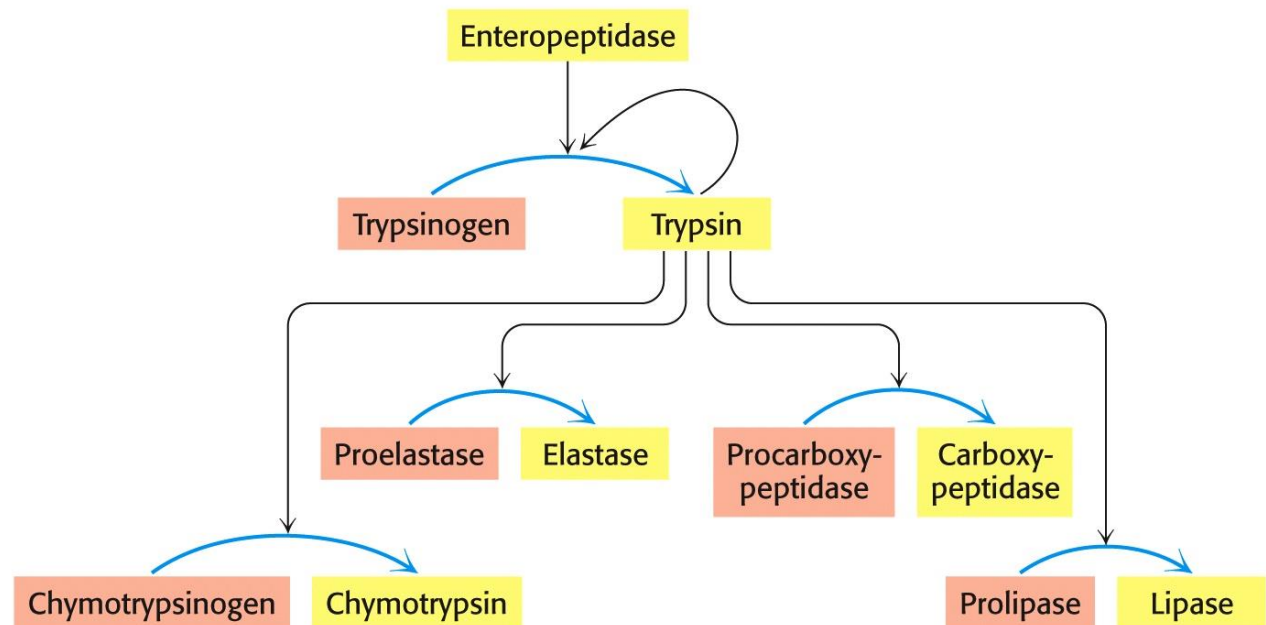 Enteropeptidase
Trypsinogen
Trypsin
Proelastase
Elastase
Procarboxy-
peptidase
Carboxy-
peptidase
Chymotrypsinogen
Chymotrypsin
Prolipase
Lipase